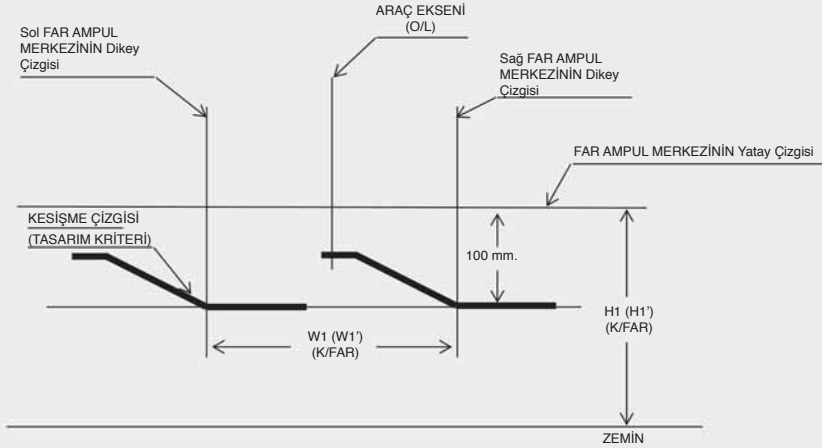 ARAÇ EKSENİ
(O/L)
Sol FAR AMPUL
MERKEZİNİN Dikey
Çizgisi
Sağ FAR AMPUL
MERKEZİNİN Dikey
Çizgisi
FAR AMPUL MERKEZİNİN Yatay Çizgisi
KESİŞME ÇİZGİSİ
(TASARIM KRİTERİ)
100 mm.
H1 (H1')
(K/FAR)
W1 (W1')
(K/FAR)
ZEMİN